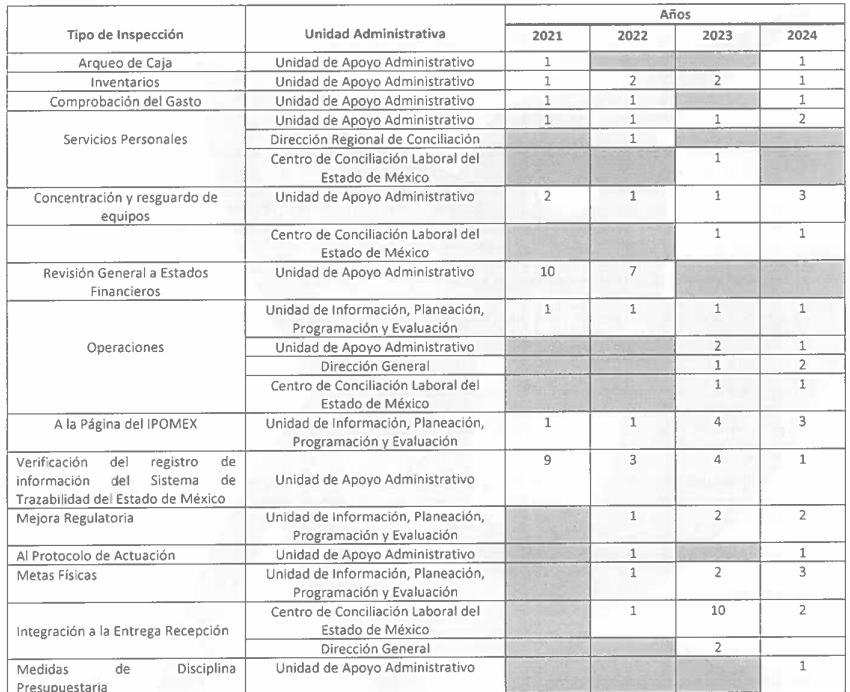 Tipo de Inspección Unidad Administrativa Años
2021 2022 2023 2024
Arqueo de Caja Unidad de Apoyo Administrativo 1 1
Inventarios Unidad de Apoyo Administrativo 1 2 2 1
Comprobación del Gasto Unidad de Apoyo Administrativo 1 1 1
Servicios Personales Unidad de Apoyo Administrativo 1 1 1 2
Dirección Regional de Conciliación 1
Centro de Conciliación Laboral del 1
Estado de México
Concentración y resguardo de Unidad de Apoyo Administrativo 2 1 1 3
equipos
Centro de Conciliación Laboral del 1 1
Estado de México
Revisión General a Estados Unidad de Apoyo Administrativo 10 7
Financieros
Operaciones Unidad de Información, Planeación, 1 1 1 1
Programación y Evaluación
Unidad de Apoyo Administrativo 2 1
Dirección General 1 2
Centro de Conciliación Laboral del 1 1
Estado de México
A la Página del IPOMEX Unidad de Información, Planeación, 1 1 4 3
Programación y Evaluación
Verificación del registro de 9 3 4 1
información del Sistema de Unidad de Apoyo Administrativo
Trazabilidad del Estado de México
Mejora Regulatoria Unidad de Información, Planeación, 1 2 2
Programación y Evaluación
Al Protocolo de Actuación Unidad de Apoyo Administrativo 1 1
Metas Físicas Unidad de Información, Planeación, 1 2 3
Programación y Evaluación
Integración a la Entrega Recepción Centro de Conciliación Laboral del 1 10 2
Estado de México
Dirección General 2
Medidas de Disciplina Unidad de Apoyo Administrativo 1
Presupuestaria